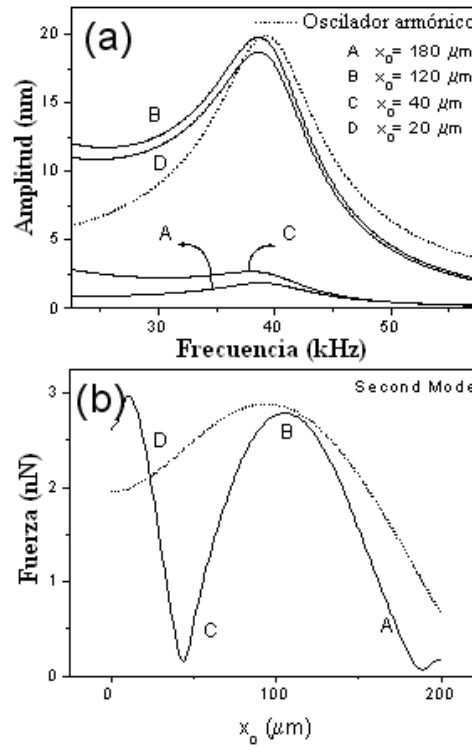 (a)
Oscilador armónico
A x₀= 180 μm
B x₀= 120 μm
C x₀= 40 μm
D x₀= 20 μm
Amplitud (nm)
20
15
10
5
0
B
D
A
C
30
40
50
Frecuencia (kHz)
(b)
Second Mode
Fuerza (nN)
3
2
1
0
D
B
C
A
0
100
200
x₀ (μm)